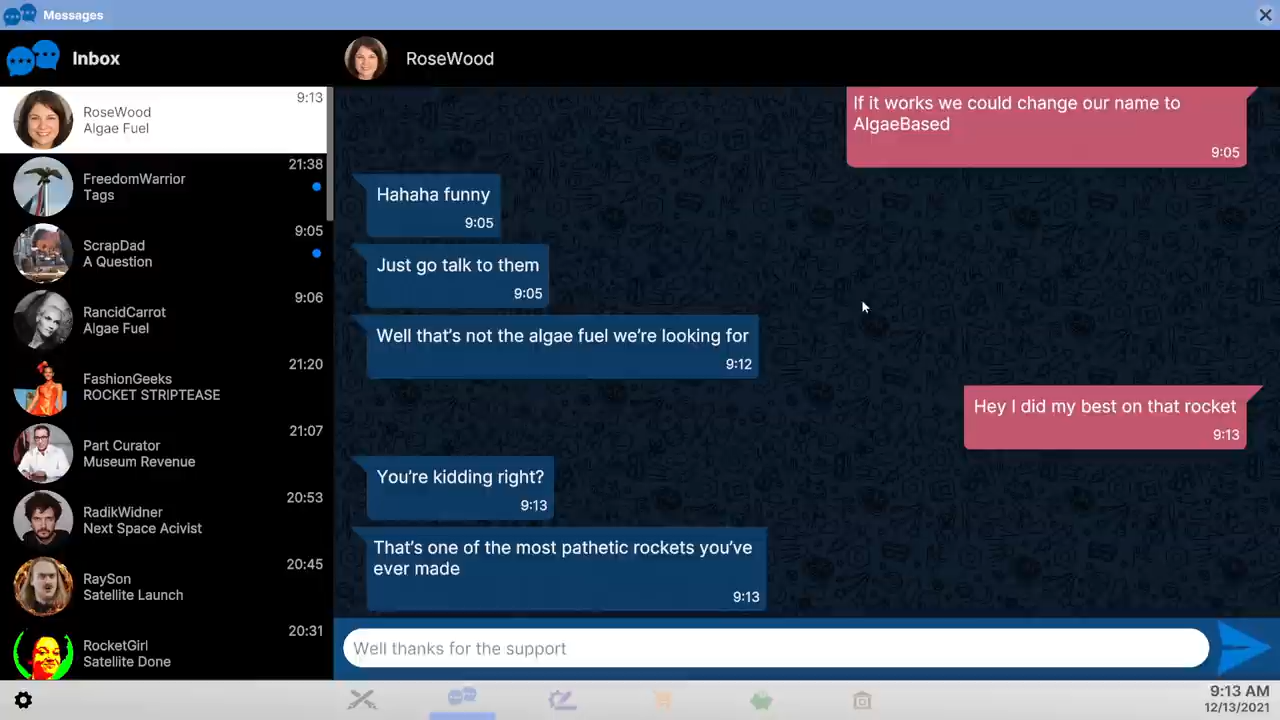 Messages
Inbox
RoseWood
RoseWood
Algae Fuel
9:13
FreedomWarrior
Tags
21:38
ScrapDad
A Question
9:05
RancidCarrot
Algae Fuel
9:06
FashionGeeks
ROCKET STRIPTEASE
21:20
Part Curator
Museum Revenue
21:07
RadikWidner
Next Space Acivist
20:53
RaySon
Satellite Launch
20:45
RocketGirl
Satellite Done
20:31
If it works we could change our name to
AlgaeBased
9:05
Hahaha funny
9:05
Just go talk to them
9:05
Well that's not the algae fuel we're looking for
9:12
Hey I did my best on that rocket
9:13
You're kidding right?
9:13
That's one of the most pathetic rockets you've
ever made
9:13
Well thanks for the support
9:13 AM
12/13/2021